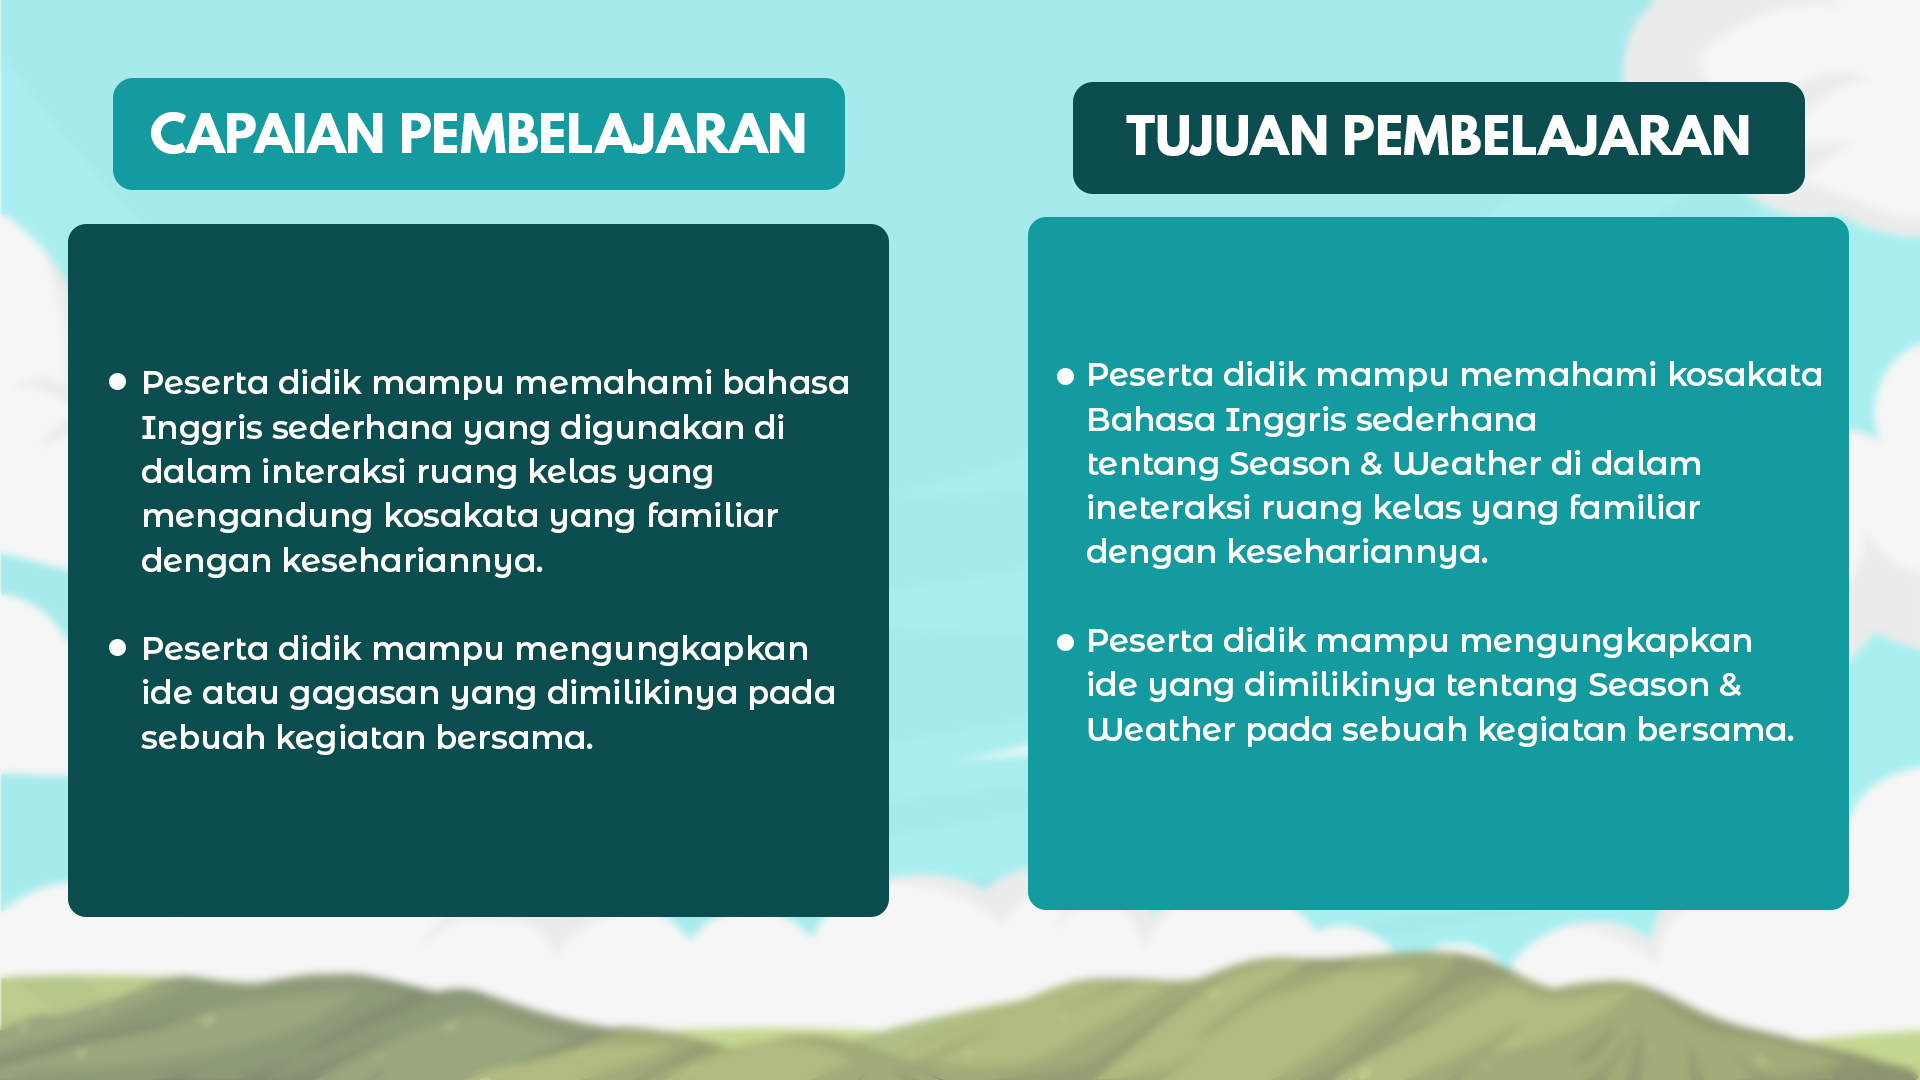 CAPAIAN PEMBELAJARAN
Peserta didik mampu memahami bahasa
Inggris sederhana yang digunakan di
dalam interaksi ruang kelas yang
mengandung kosakata yang familiar
dengan kesehariannya.
Peserta didik mampu mengungkapkan
ide atau gagasan yang dimilikinya pada
sebuah kegiatan bersama.
TUJUAN PEMBELAJARAN
Peserta didik mampu memahami kosakata
Bahasa Inggris sederhana
tentang Season & Weather di dalam
ineteraksi ruang kelas yang familiar
dengan kesehariannya.
Peserta didik mampu mengungkapkan
ide yang dimilikinya tentang Season &
Weather pada sebuah kegiatan bersama.